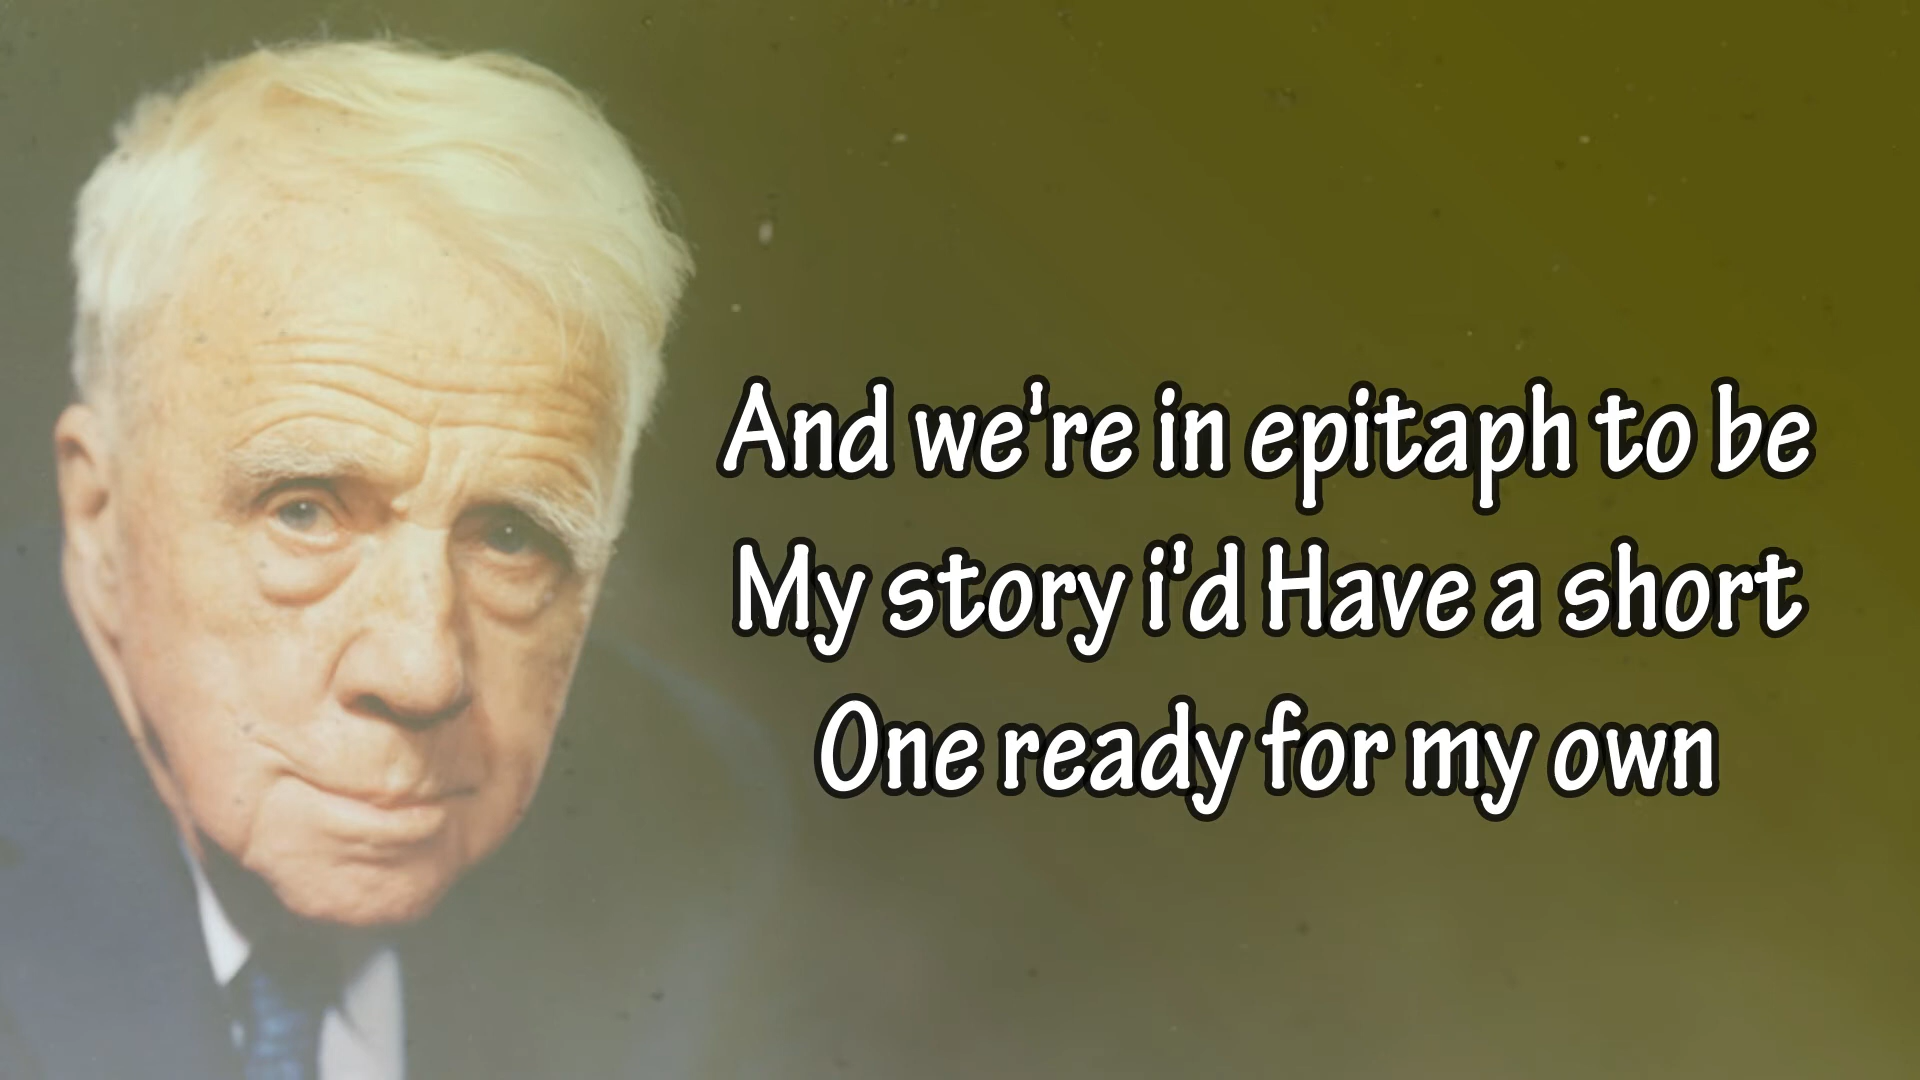 And we're in epitaph to be
My story i'd Have a short
One ready for my own